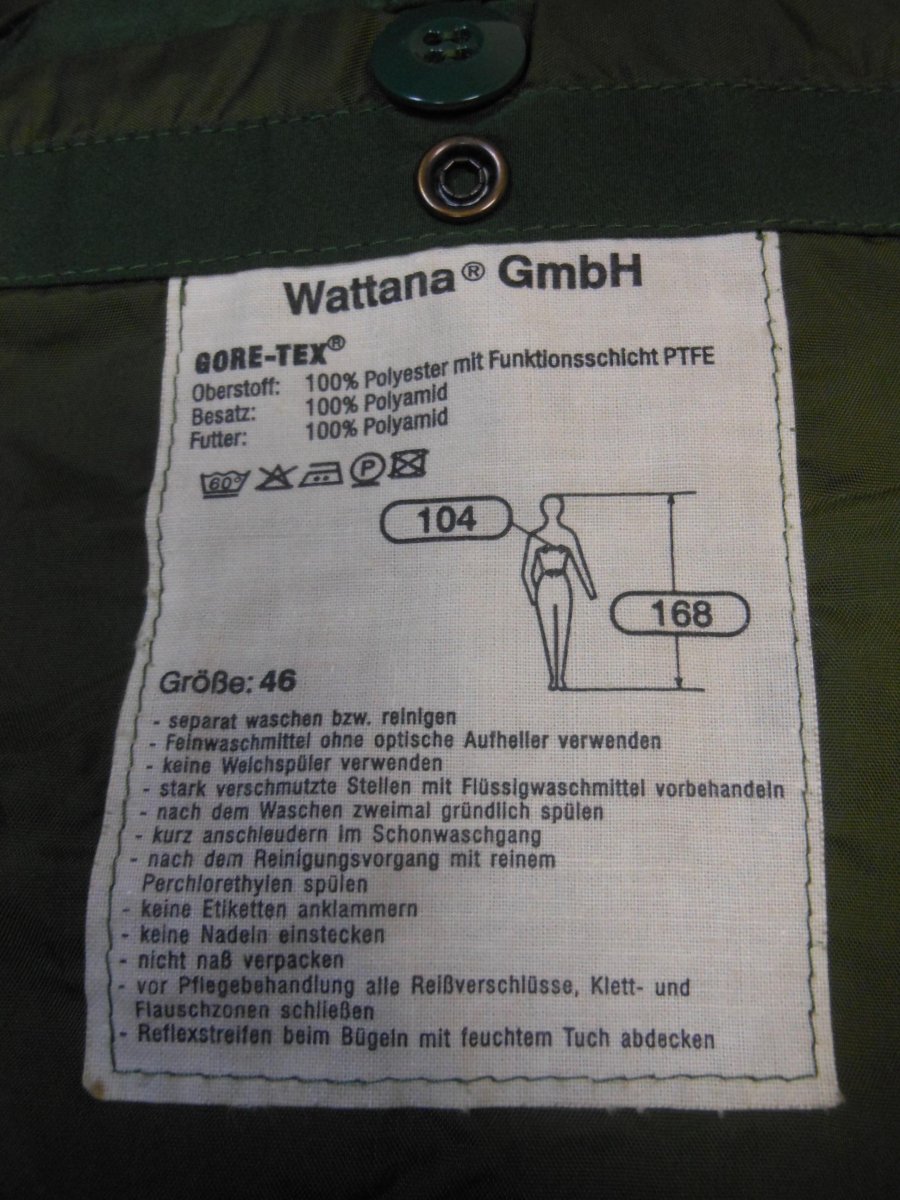 Wattana® GmbH
GORE-TEX®
Oberstoff: 100% Polyester mit Funktionsschicht PTFE
Besatz: 100% Polyamid
Futter: 100% Polyamid
60° P
104
168
Größe: 46
- separat waschen bzw. reinigen
- Feinwaschmittel ohne optische Aufheller verwenden
- keine Weichspüler verwenden
- stark verschmutzte Stellen mit Flüssigwaschmittel vorbehandeln
- nach dem Waschen zweimal gründlich spülen
- kurz anschleudern im Schonwaschgang
- nach dem Reinigungsvorgang mit reinem
Perchlorethylen spülen
- keine Etiketten anklammern
- keine Nadeln einstecken
- nicht naß verpacken
- vor Pflegebehandlung alle Reißverschlüsse, Klett- und
Flauschzonen schließen
- Reflexstreifen beim Bügeln mit feuchtem Tuch abdecken